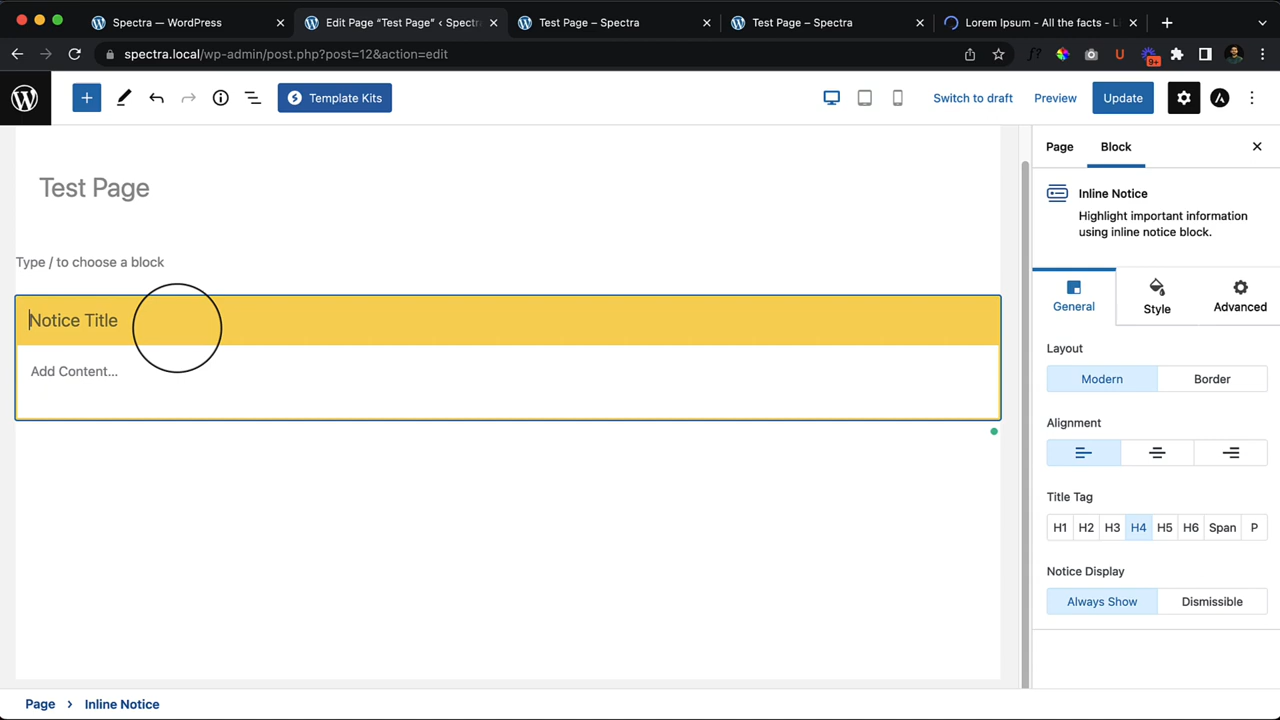 Spectra — WordPress
Edit Page “Test Page” ‹ Spectra
Test Page – Spectra
Test Page – Spectra
Lorem Ipsum - All the facts - Li
spectra.local/wp-admin/post.php?post=12&action=edit
f?
U
9+
Template Kits
Switch to draft
Preview
Update
Test Page
Type / to choose a block
Notice Title
Add Content...
Page
Block
Inline Notice
Highlight important information
using inline notice block.
General
Style
Advanced
Layout
Modern
Border
Alignment
Title Tag
H1 H2 H3 H4 H5 H6 Span P
Notice Display
Always Show
Dismissible
Page › Inline Notice